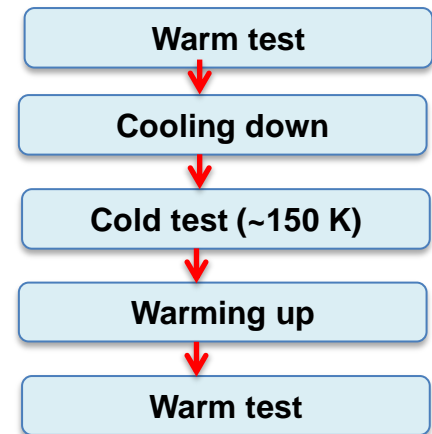 Warm test
Cooling down
Cold test (~150 K)
Warming up
Warm test